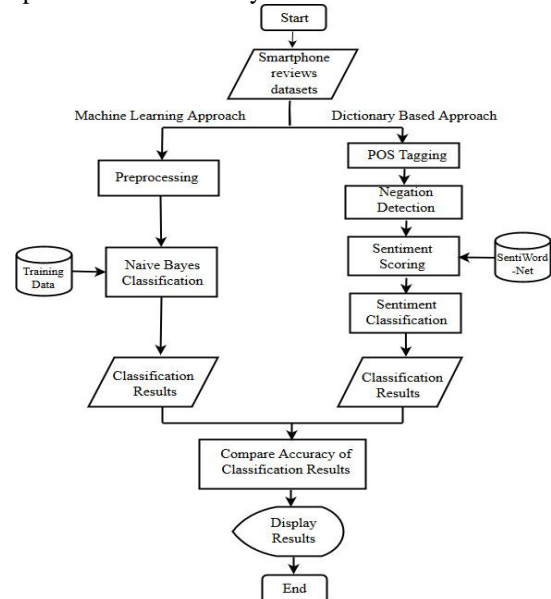 Start
Smartphone
reviews
datasets
Machine Learning Approach
Dictionary Based Approach
Preprocessing
POS Tagging
Negation
Detection
Training
Data
Naive Bayes
Classification
Sentiment
Scoring
SentiWord
-Net
Sentiment
Classification
Classification
Results
Classification
Results
Compare Accuracy of
Classification Results
Display
Results
End